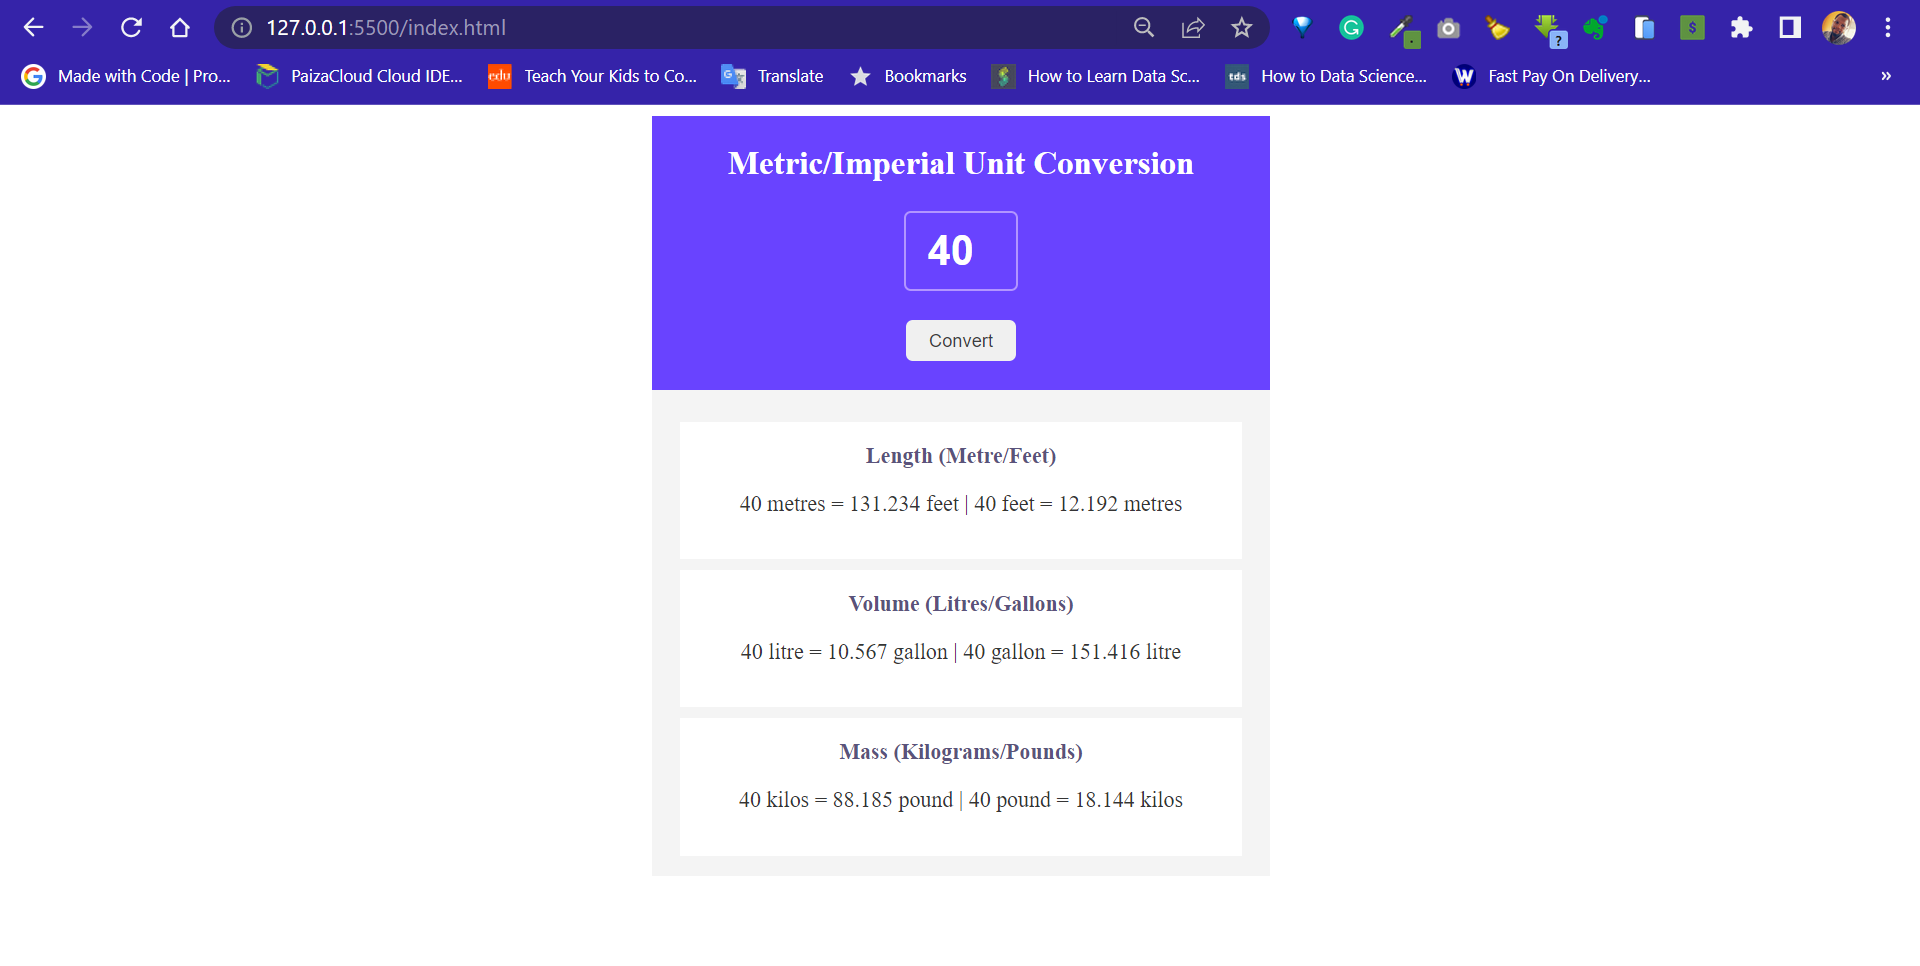 127.0.0.1:5500/index.html
Made with Code | Pro... PaizaCloud Cloud IDE... edu Teach Your Kids to Co... Translate Bookmarks How to Learn Data Sc... tds How to Data Science... W Fast Pay On Delivery... »
Metric/Imperial Unit Conversion
40
Convert
Length (Metre/Feet)
40 metres = 131.234 feet | 40 feet = 12.192 metres
Volume (Litres/Gallons)
40 litre = 10.567 gallon | 40 gallon = 151.416 litre
Mass (Kilograms/Pounds)
40 kilos = 88.185 pound | 40 pound = 18.144 kilos